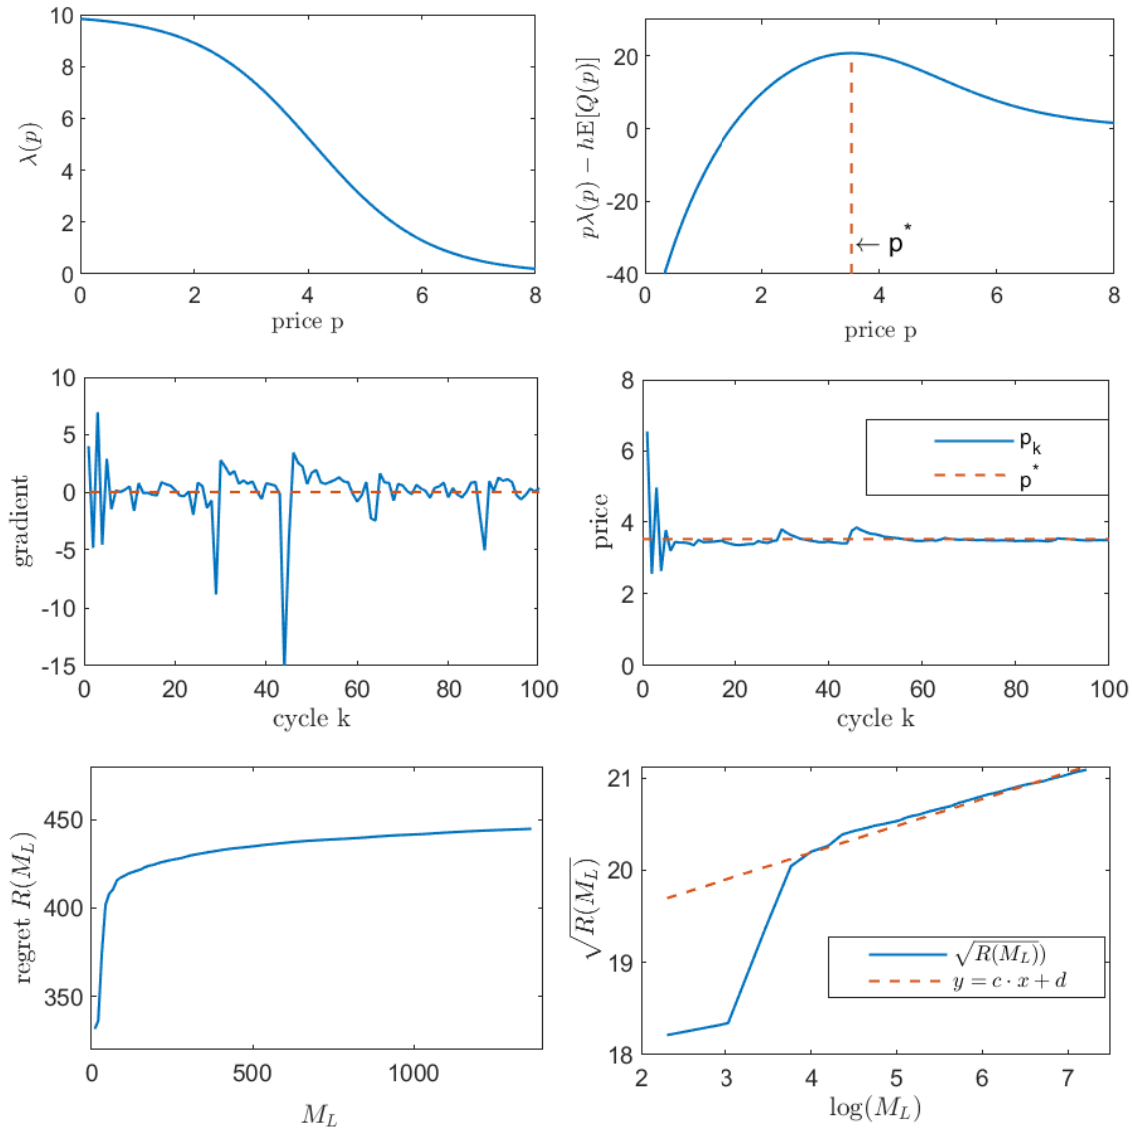 10
8
6
4
2
0
0 2 4 6 8
λ(p)
price p
20
0
-20
-40
0 2 4 6 8
pλ(p) − hE[Q(p)]
← p*
price p
10
5
0
-5
-10
-15
0 20 40 60 80 100
gradient
cycle k
8
6
4
2
0
0 20 40 60 80 100
price
p_k
p*
cycle k
450
400
350
0 500 1000
regret R(M_L)
M_L
21
20
19
18
2 3 4 5 6 7
√R(M_L)
√R(M_L))
y = c · x + d
log(M_L)